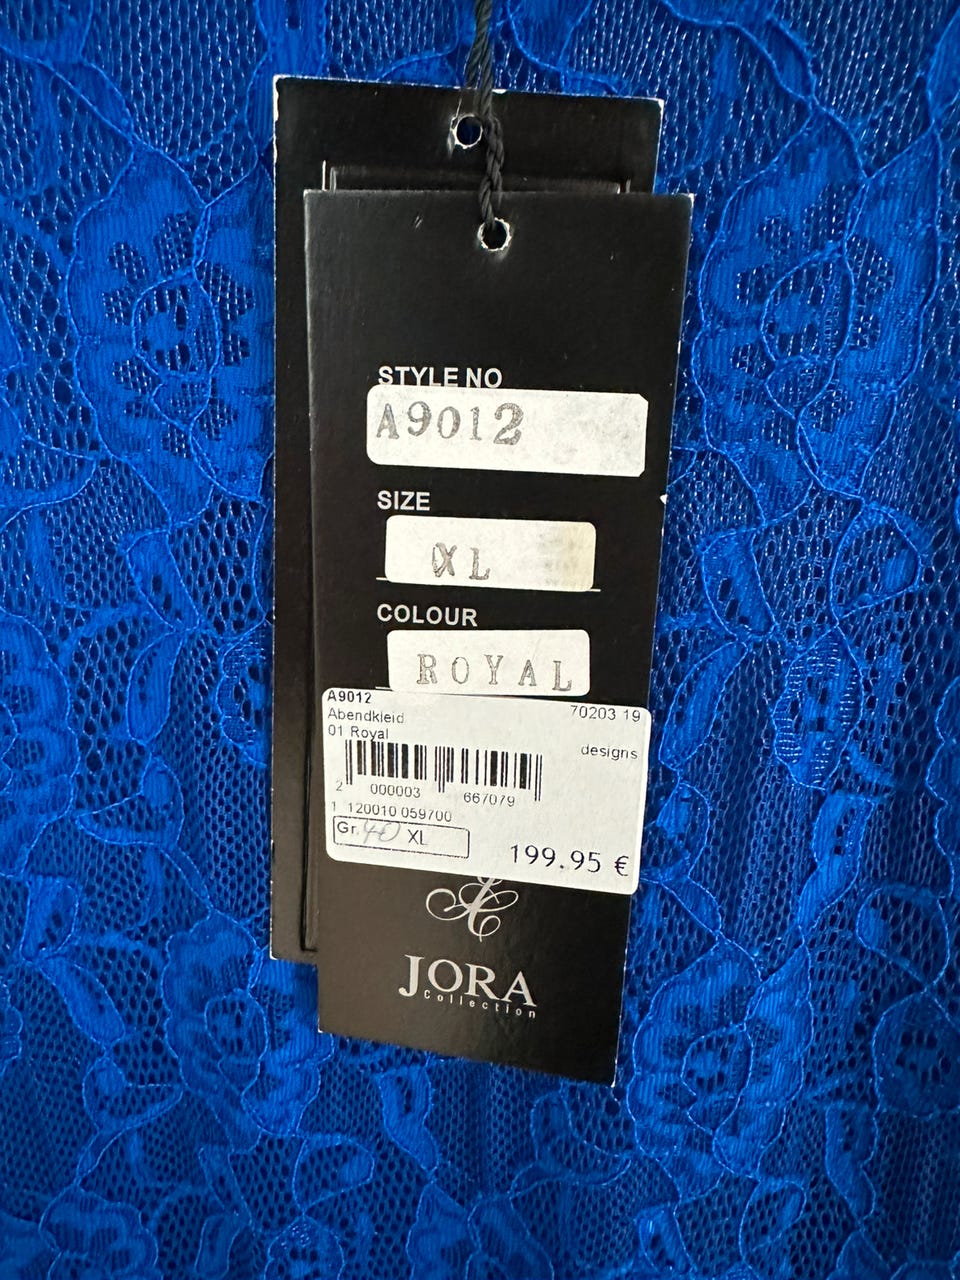 STYLE NO
A9012
SIZE
XL
COLOUR
ROYAL
A9012
70203 19
Abendkleid
01 Royal
designs
2 000003 667079
1 120010 059700
Gr. 40 XL
199.95 €
JORA
Collection